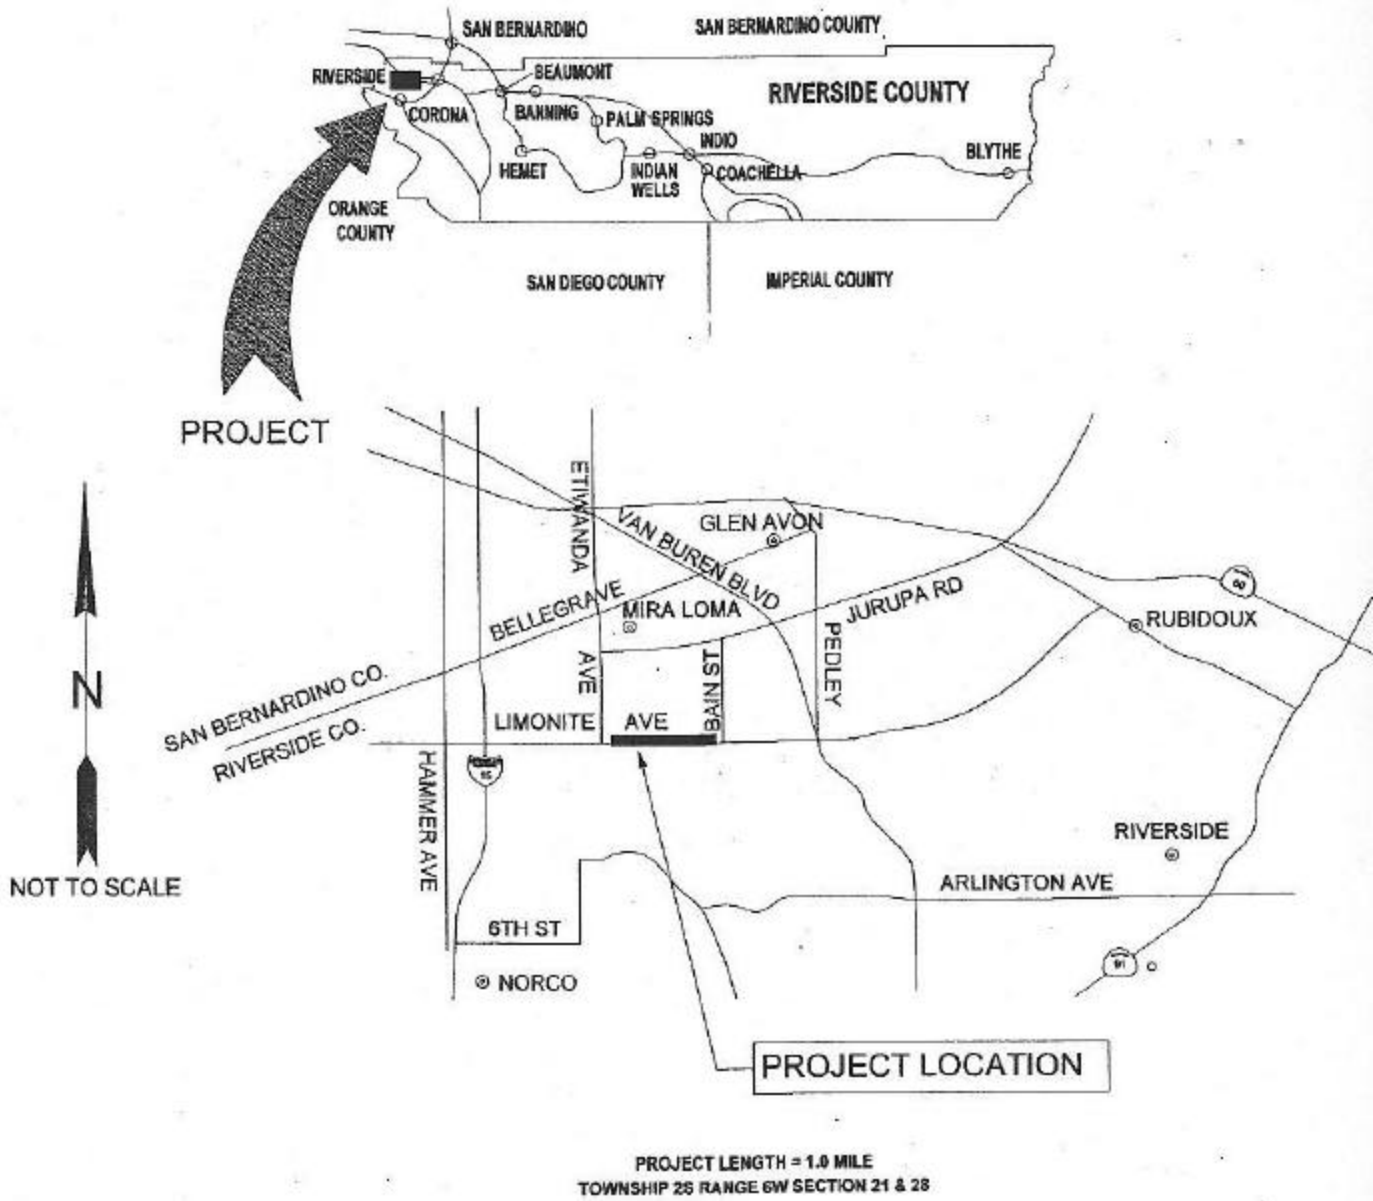 SAN BERNARDINO
SAN BERNARDINO COUNTY
RIVERSIDE
BEAUMONT
RIVERSIDE COUNTY
CORONA
BANNING
PALM SPRINGS
INDIO
BLYTHE
HEMET
INDIAN
WELLS
COACHELLA
ORANGE
COUNTY
SAN DIEGO COUNTY
IMPERIAL COUNTY
PROJECT
ETIWANDA
AVE
VAN BUREN BLVD
GLEN AVON
BELLEGRAVE
MIRA LOMA
JURUPA RD
PEDLEY
60
RUBIDOUX
N
SAN BERNARDINO CO.
RIVERSIDE CO.
LIMONITE AVE
BAIN ST
HAMMER AVE
15
NOT TO SCALE
RIVERSIDE
ARLINGTON AVE
6TH ST
91
NORCO
PROJECT LOCATION
PROJECT LENGTH = 1.0 MILE
TOWNSHIP 2S RANGE 6W SECTION 21 & 28